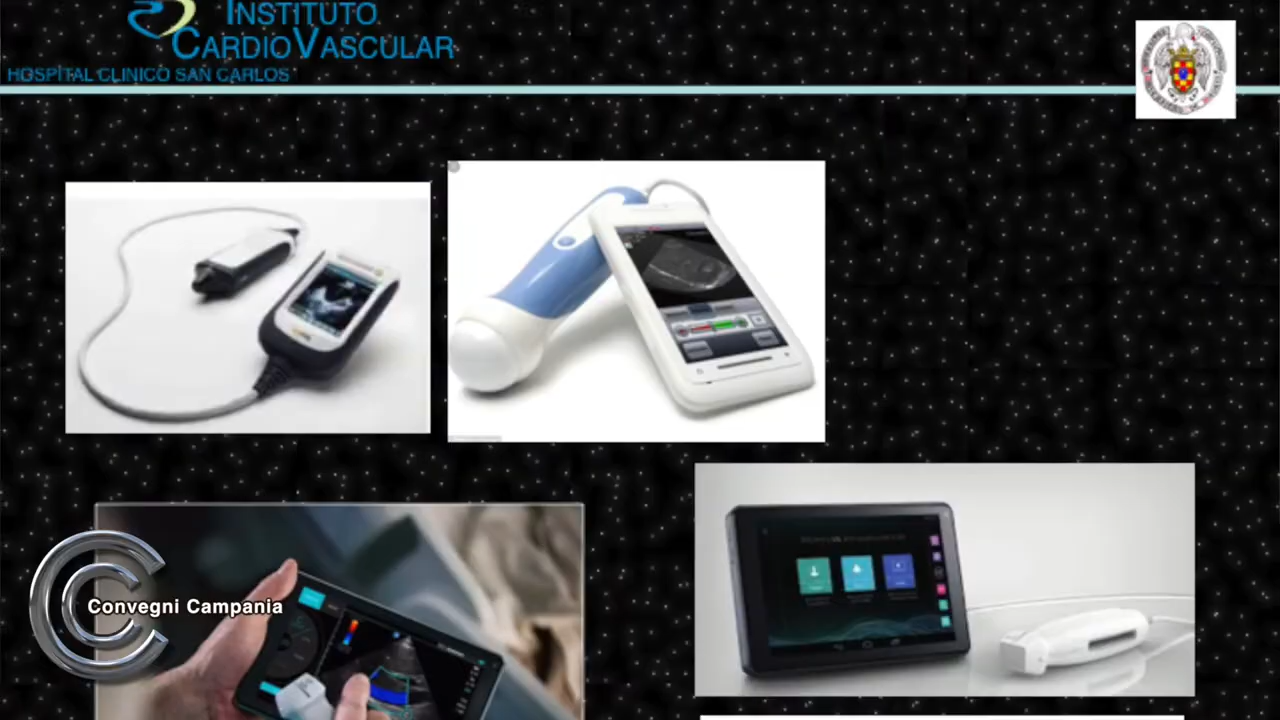 INSTITUTO
CARDIOVASCULAR
HOSPITAL CLINICO SAN CARLOS
Convegni Campania